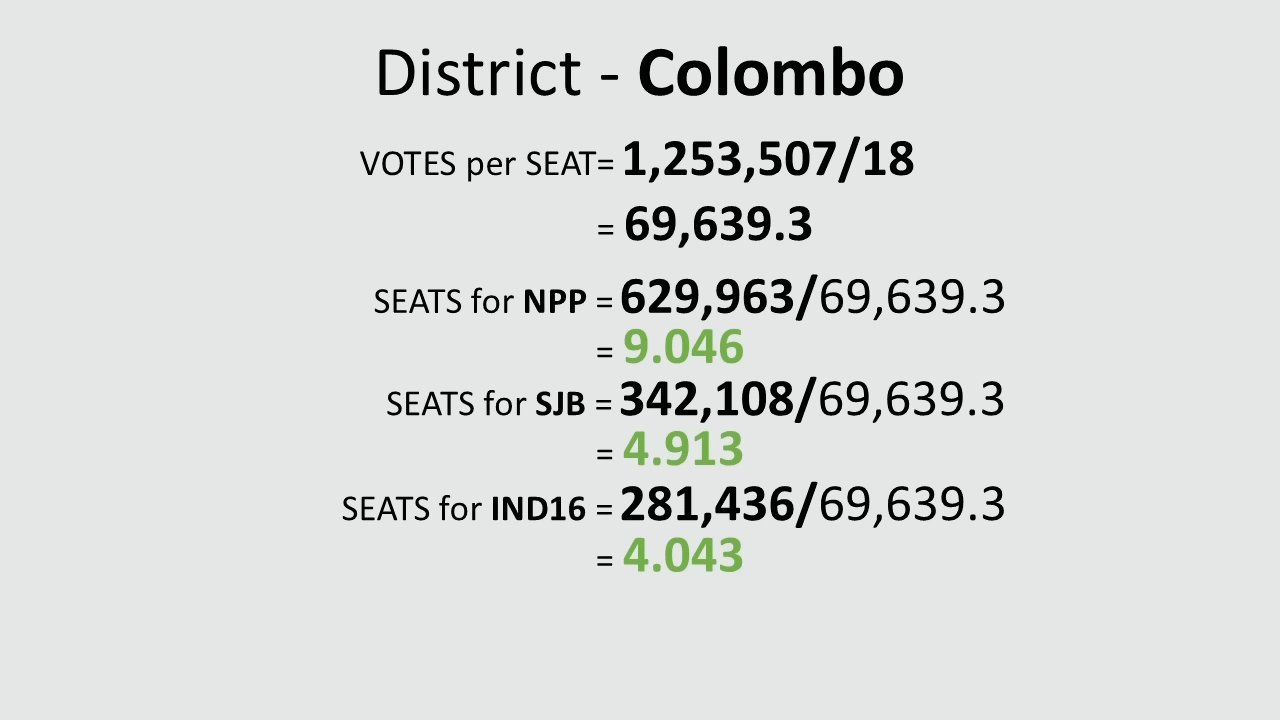 District - Colombo
VOTES per SEAT= 1,253,507/18
= 69,639.3
SEATS for NPP = 629,963/69,639.3
= 9.046
SEATS for SJB = 342,108/69,639.3
= 4.913
SEATS for IND16 = 281,436/69,639.3
= 4.043